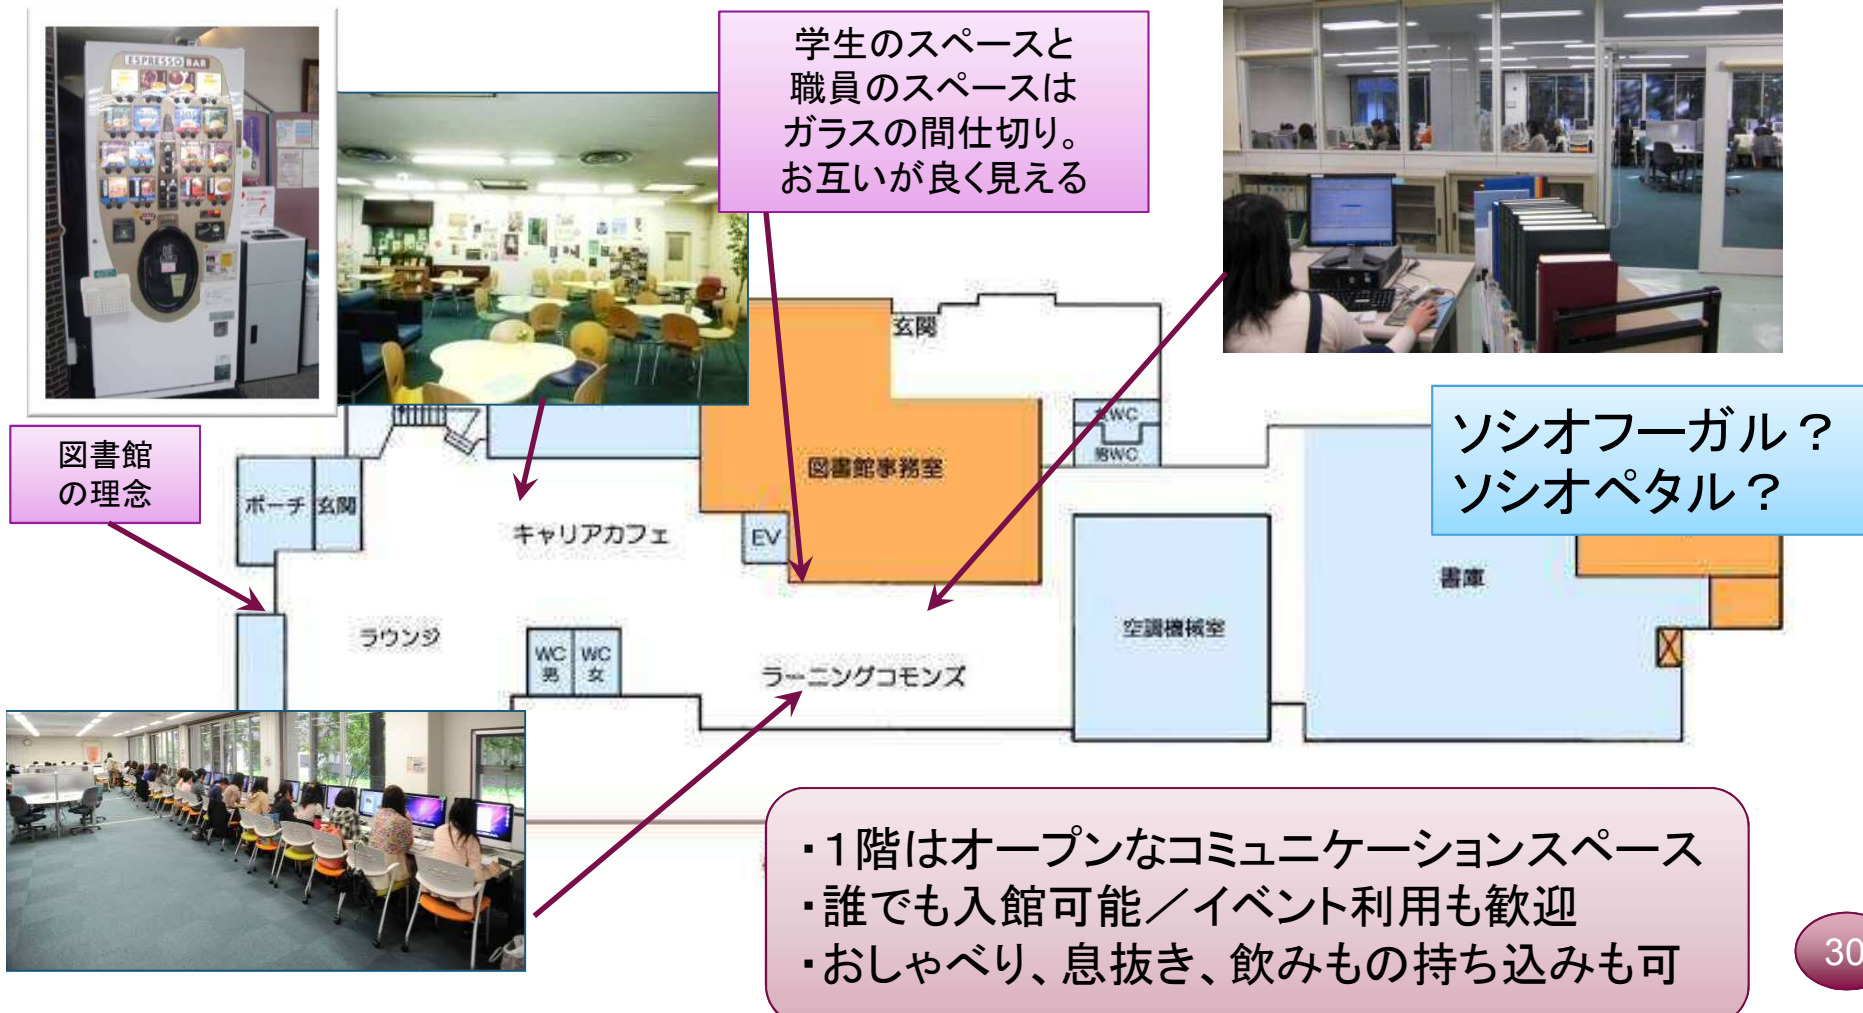 ESPRESSO BAR
学生のスペースと
職員のスペースは
ガラスの間仕切り。
お互いが良く見える
玄関
女WC
男WC
ソシオフーガル？
ソシオペタル？
図書館
の理念
図書館事務室
ポーチ
玄関
キャリアカフェ
EV
書庫
ラウンジ
WC
男
WC
女
空調機械室
ラーニングコモンズ
・１階はオープンなコミュニケーションスペース
・誰でも入館可能／イベント利用も歓迎
・おしゃべり、息抜き、飲みもの持ち込みも可
30